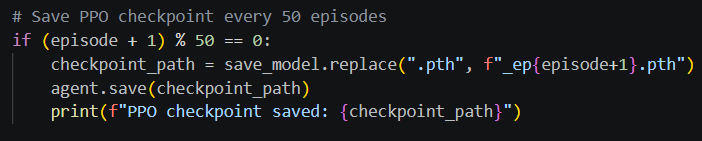 # Save PPO checkpoint every 50 episodes
if (episode + 1) % 50 == 0:
    checkpoint_path = save_model.replace(".pth", f"_ep{episode+1}.pth")
    agent.save(checkpoint_path)
    print(f"PPO checkpoint saved: {checkpoint_path}")